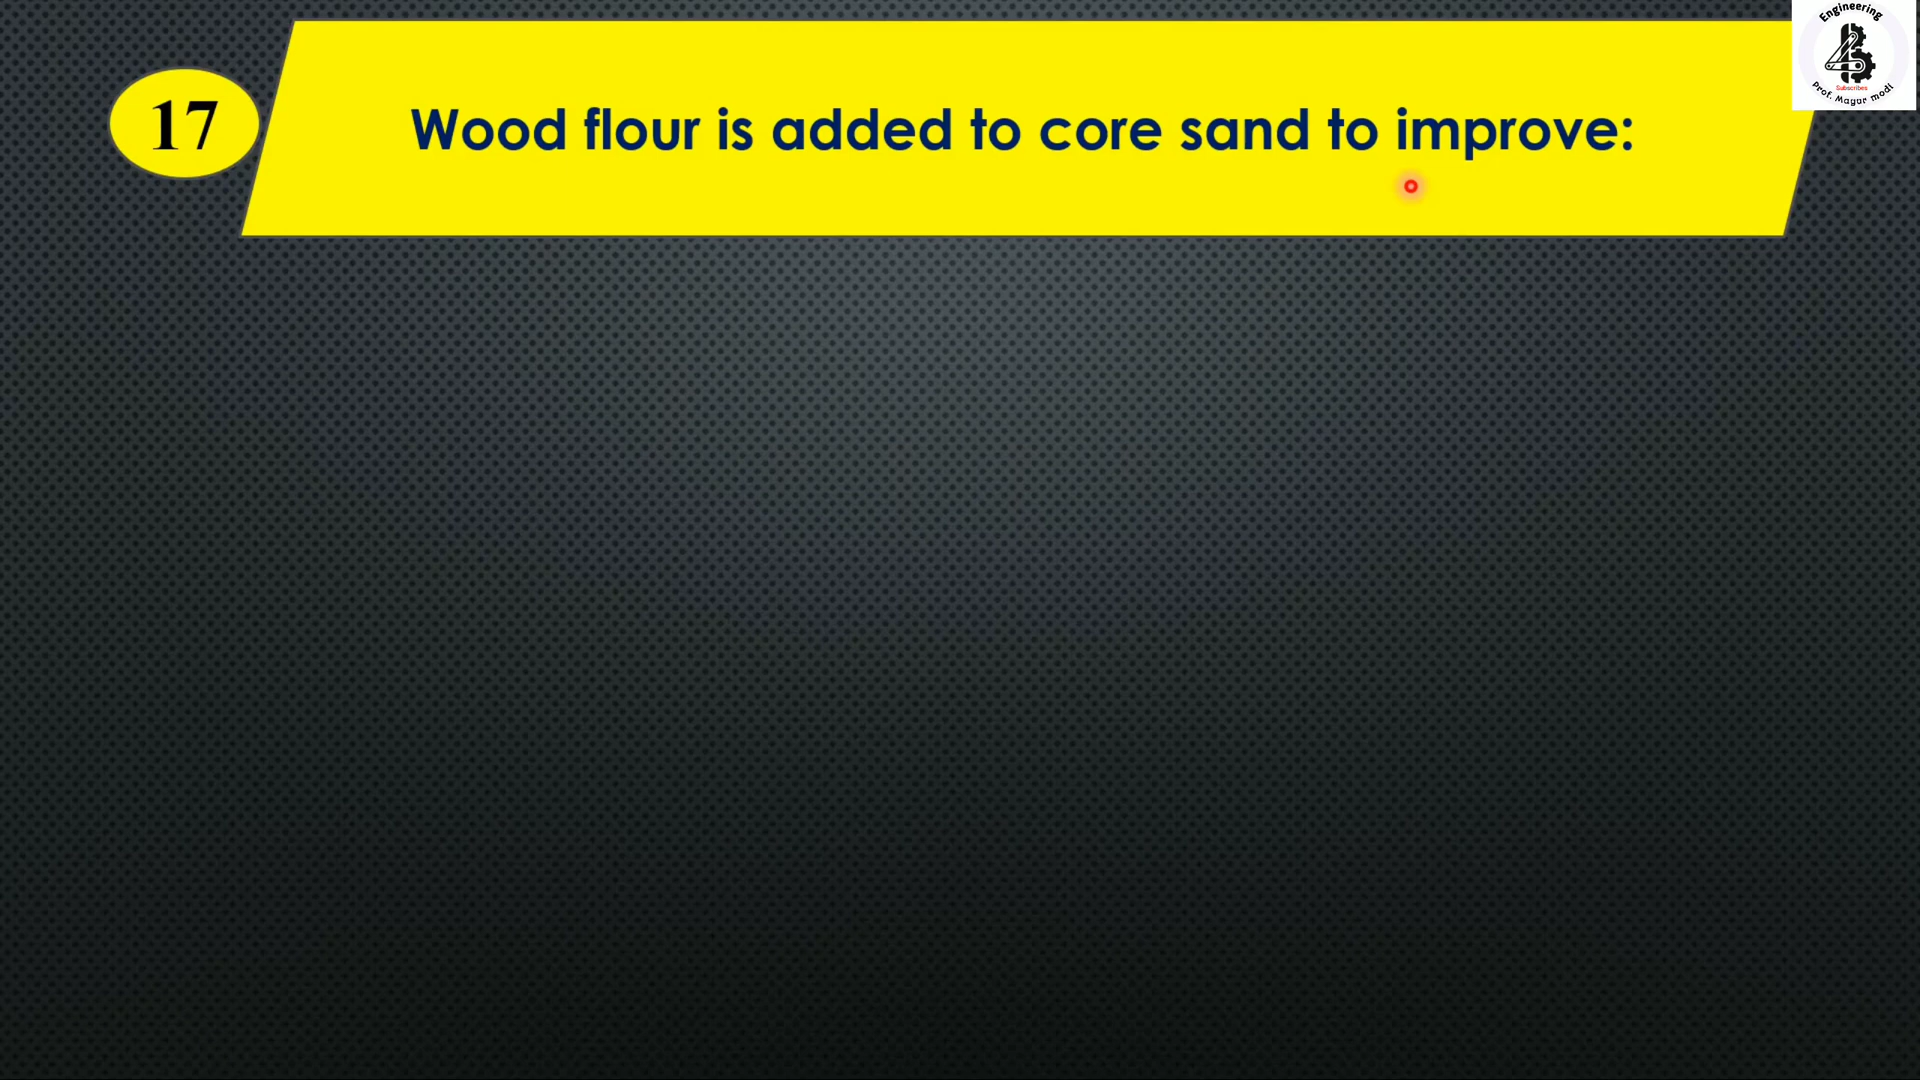 Engineering
Subscribes
Prof. Mayur modi
17
Wood flour is added to core sand to improve: